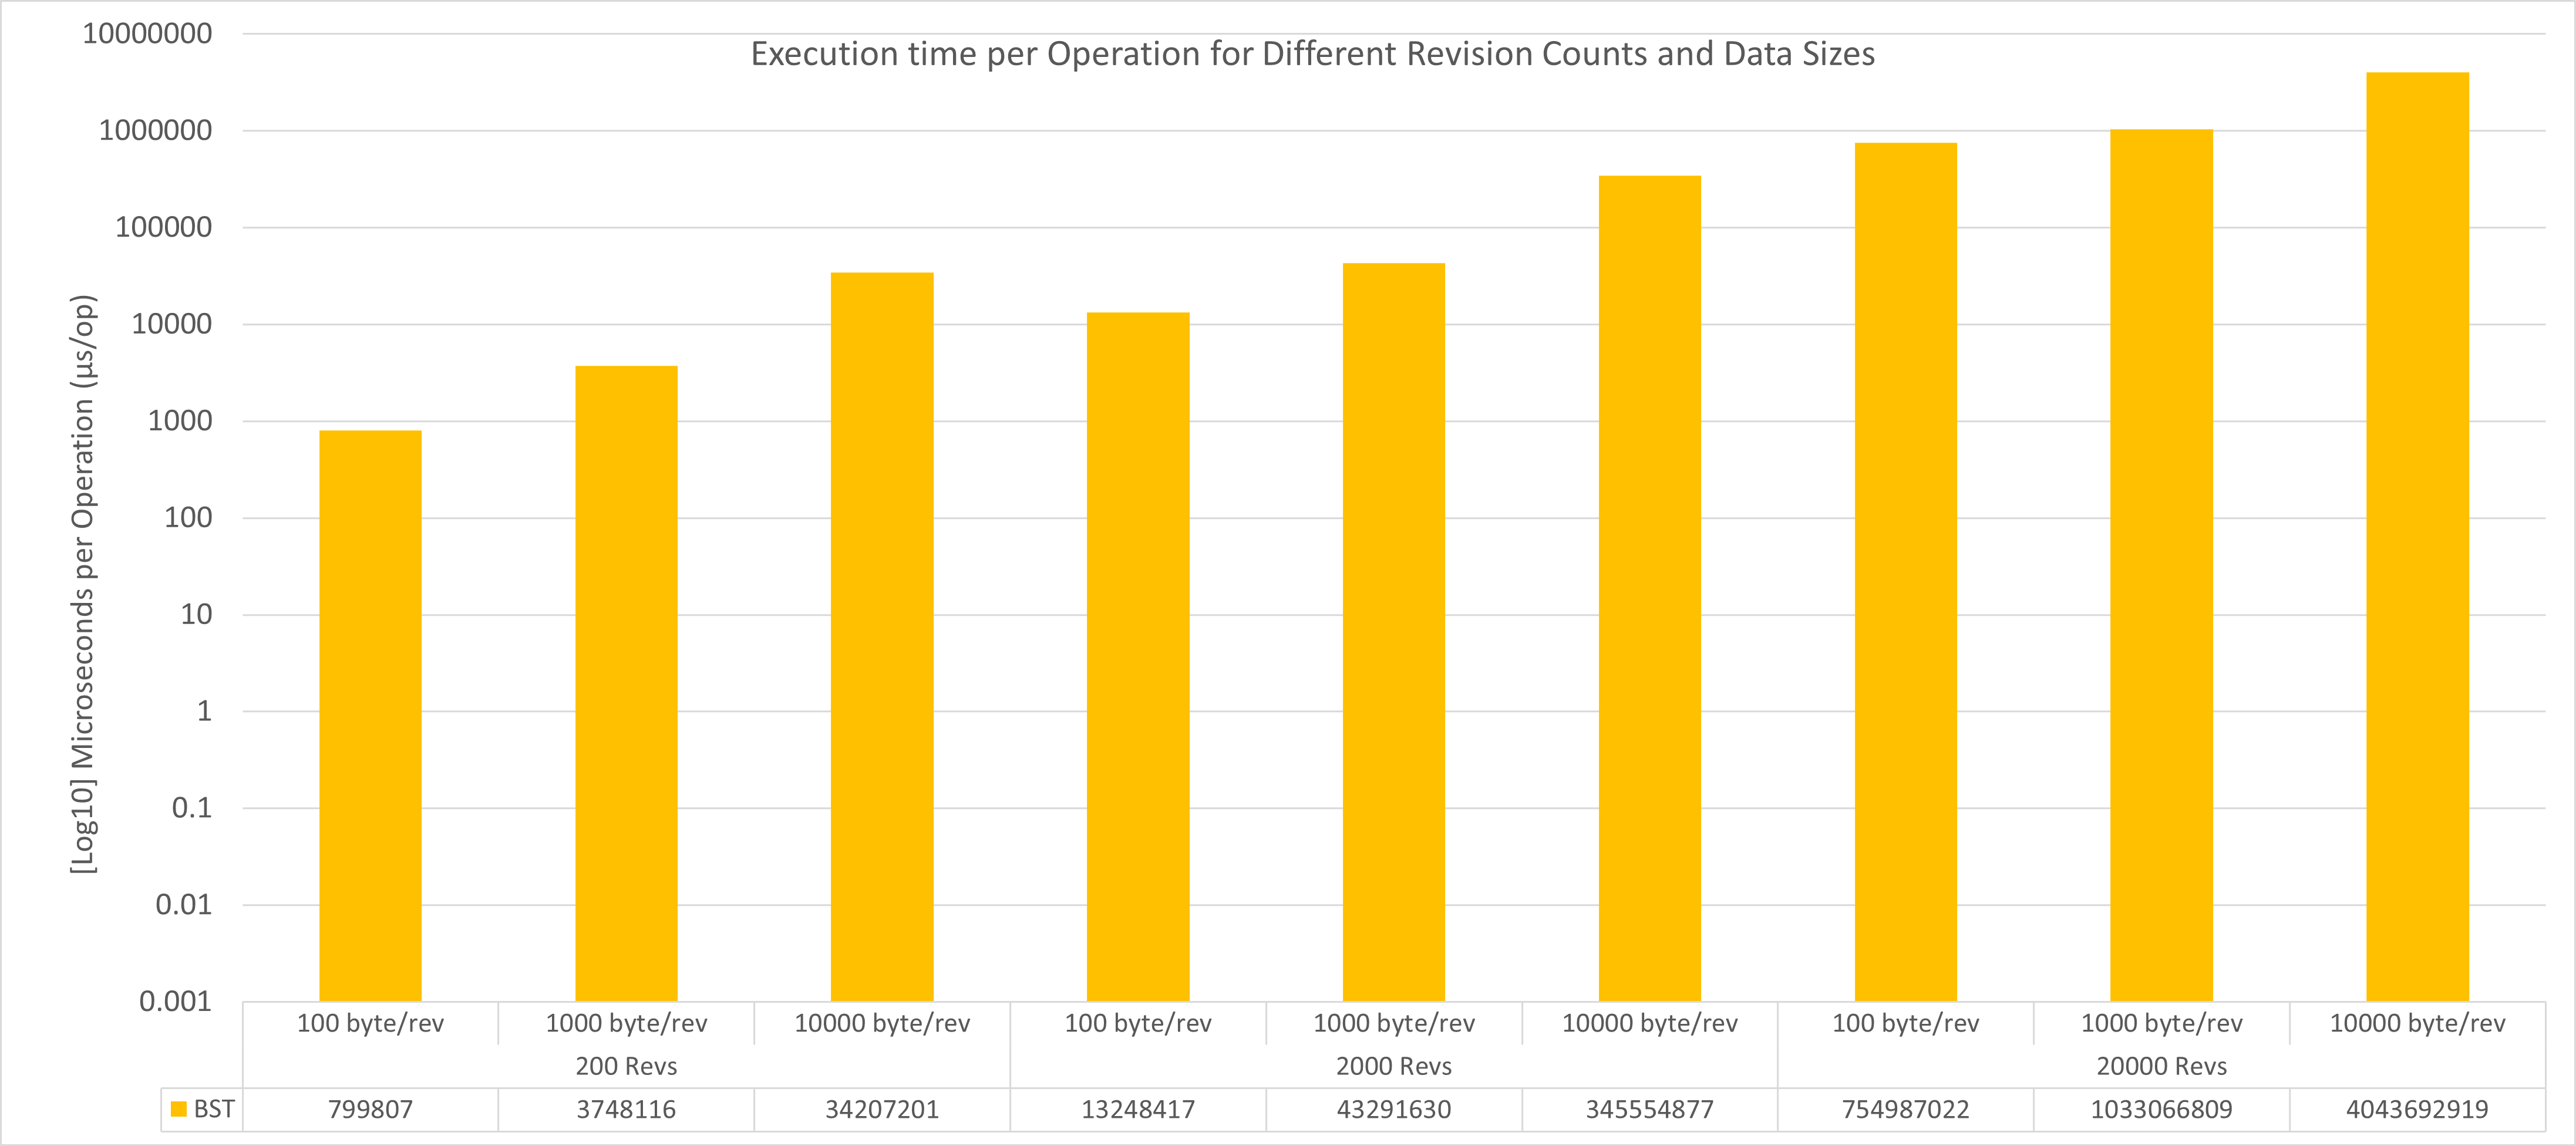 Execution time per Operation for Different Revision Counts and Data Sizes
[Log10] Microseconds per Operation (µs/op)
10000000
1000000
100000
10000
1000
100
10
1
0.1
0.01
0.001
100 byte/rev 1000 byte/rev 10000 byte/rev 100 byte/rev 1000 byte/rev 10000 byte/rev 100 byte/rev 1000 byte/rev 10000 byte/rev
200 Revs 2000 Revs 20000 Revs
BST 799807 3748116 34207201 13248417 43291630 345554877 754987022 1033066809 4043692919